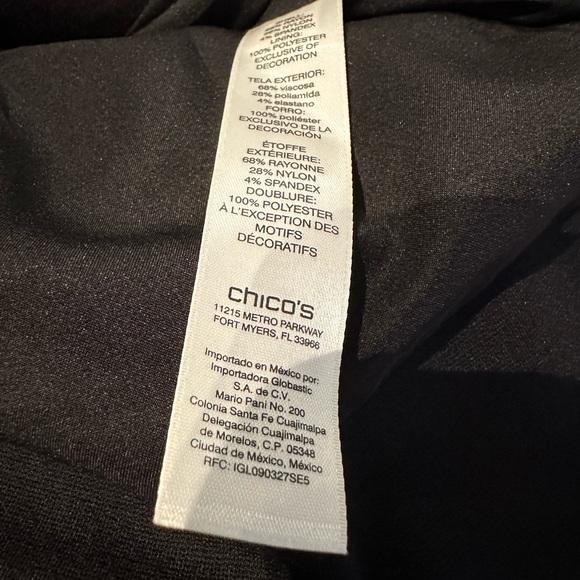 28% NYLON
4% SPANDEX
LINING:
100% POLYESTER
EXCLUSIVE OF
DECORATION
TELA EXTERIOR:
68% viscosa
28% poliamida
4% elastano
FORRO:
100% poliéster
EXCLUSIVO DE LA
DECORACIÓN
ÉTOFFE
EXTÉRIEURE:
68% RAYONNE
28% NYLON
4% SPANDEX
DOUBLURE:
100% POLYESTER
À L'EXCEPTION DES
MOTIFS
DÉCORATIFS
chico's
11215 METRO PARKWAY
FORT MYERS, FL 33966
Importado en México por:
Importadora Globastic
S.A. de C.V.
Mario Pani No. 200
Colonia Santa Fe Cuajimalpa
Delegación Cuajimalpa
de Morelos, C.P. 05348
Ciudad de México, México
RFC: IGL090327SE5